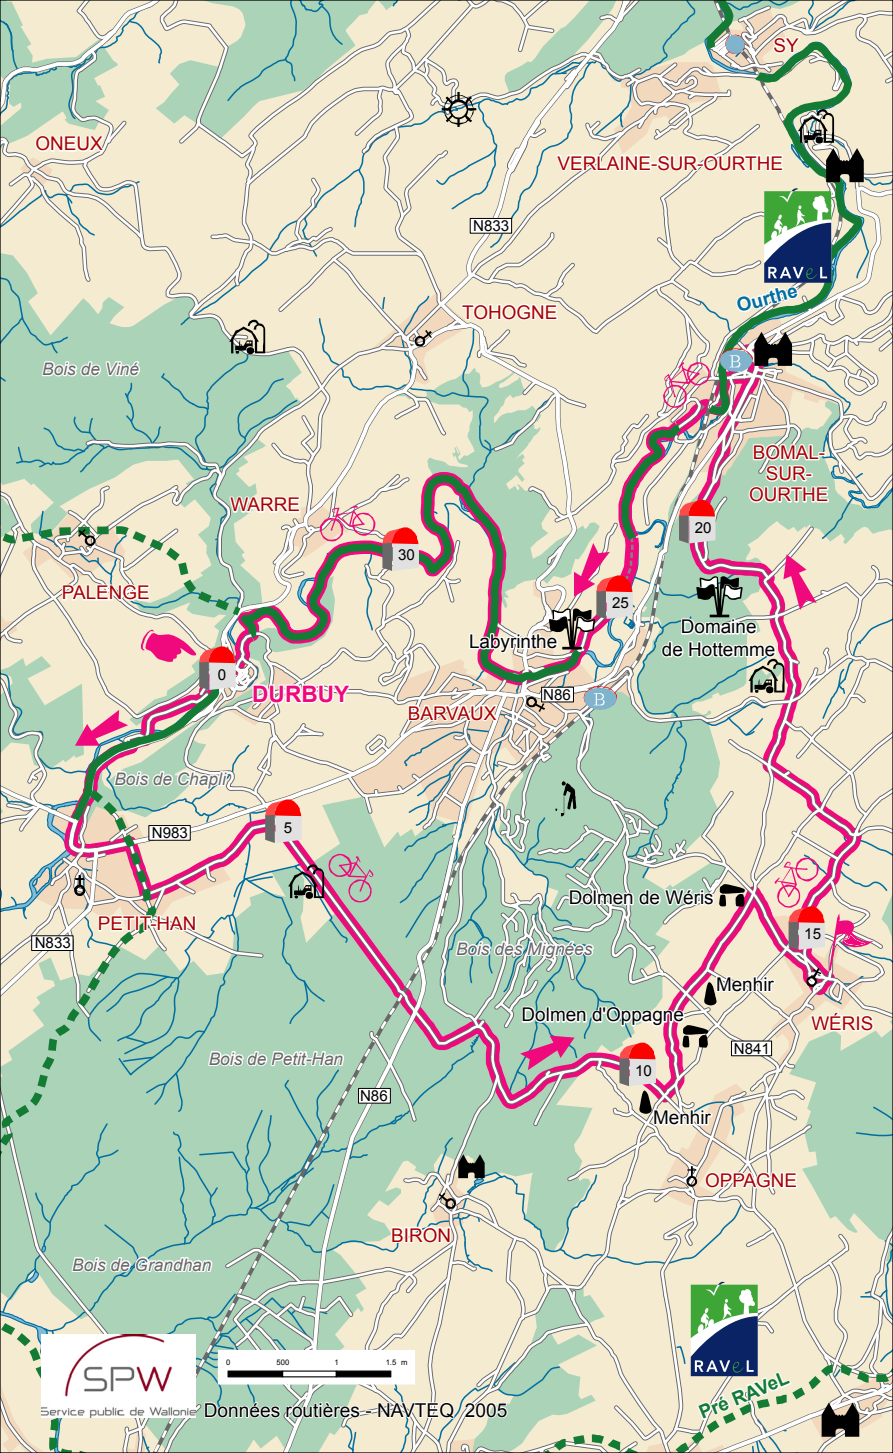 SY
ONEUX
VERLAINE-SUR-OURTHE
N833
RAVeL
Ourthe
TOHOGNE
Bois de Viné
B
BOMAL-
SUR-
OURTHE
WARRE
20
30
PALENGE
25
Domaine
de Hottemme
Labyrinthe
0
DURBUY
N86
B
BARVAUX
Bois de Chapli
5
N983
Dolmen de Wéris
PETIT-HAN
15
N833
Bois des Mignées
Menhir
Dolmen d'Oppagne
WÉRIS
N841
Bois de Petit-Han
10
N86
Menhir
OPPAGNE
BIRON
Bois de Grandhan
RAVeL
Pré RAVeL
SPW
Service public de Wallonie
0 500 1 1.5 m
Données routières - NAVTEQ 2005